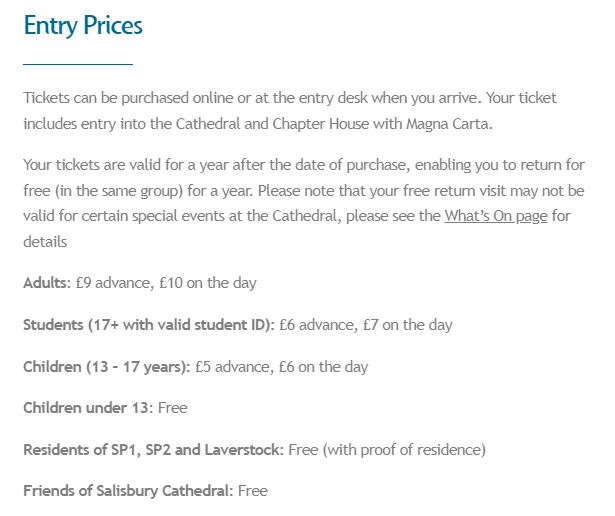 Entry Prices
Tickets can be purchased online or at the entry desk when you arrive. Your ticket
includes entry into the Cathedral and Chapter House with Magna Carta.
Your tickets are valid for a year after the date of purchase, enabling you to return for
free (in the same group) for a year. Please note that your free return visit may not be
valid for certain special events at the Cathedral, please see the What's On page for
details
Adults: £9 advance, £10 on the day
Students (17+ with valid student ID): £6 advance, £7 on the day
Children (13 - 17 years): £5 advance, £6 on the day
Children under 13: Free
Residents of SP1, SP2 and Laverstock: Free (with proof of residence)
Friends of Salisbury Cathedral: Free